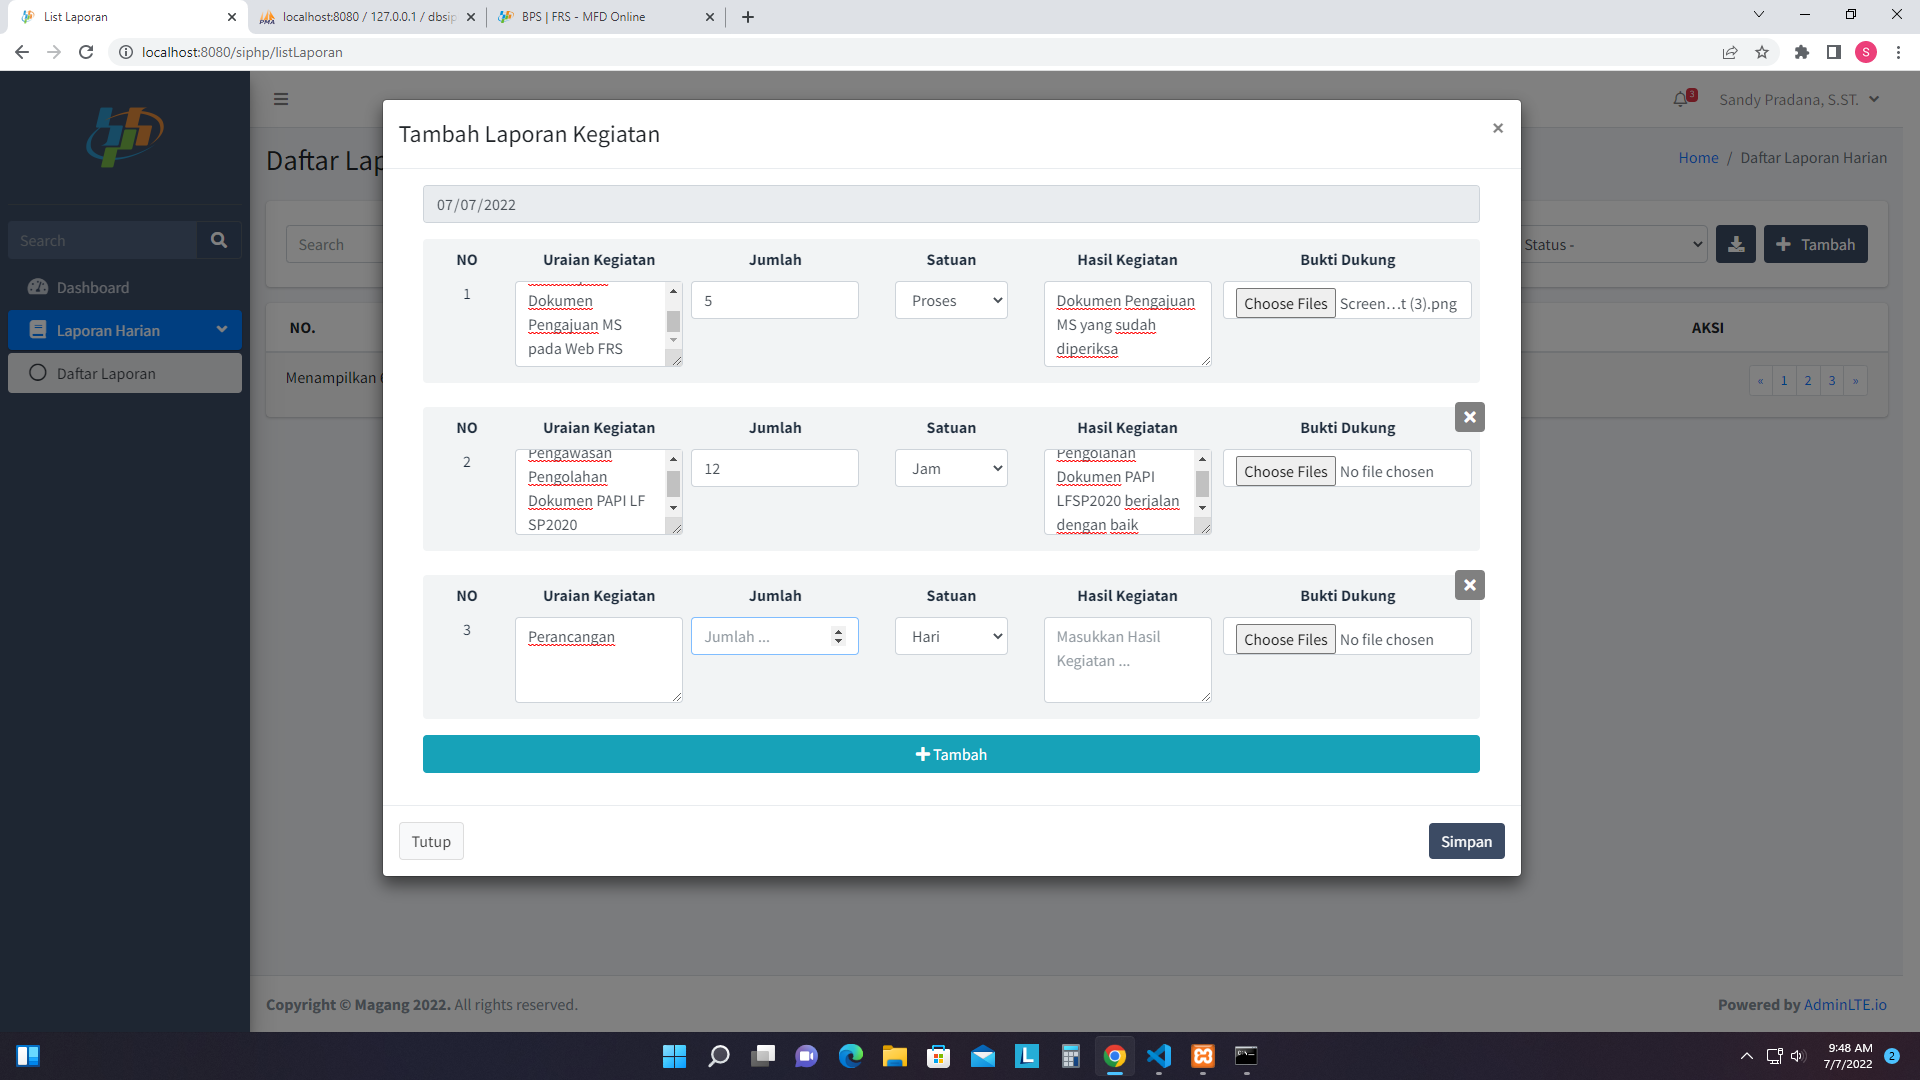 List Laporan
localhost:8080 / 127.0.0.1 / dbsip
BPS | FRS - MFD Online
localhost:8080/siphp/listLaporan
S
3
Sandy Pradana, S.ST.
Tambah Laporan Kegiatan
×
Daftar Lap
Home / Daftar Laporan Harian
07/07/2022
Search
Search
Status -
Tambah
NO
Uraian Kegiatan
Jumlah
Satuan
Hasil Kegiatan
Bukti Dukung
1
Dokumen
Pengajuan MS
pada Web FRS
5
Proses
Dokumen Pengajuan
MS yang sudah
diperiksa
Choose Files
Screen...t (3).png
Dashboard
Laporan Harian
Daftar Laporan
NO.
AKSI
Menampilkan
« 1 2 3 »
NO
Uraian Kegiatan
Jumlah
Satuan
Hasil Kegiatan
Bukti Dukung
2
Pengawasan
Pengolahan
Dokumen PAPI LF
SP2020
12
Jam
Pengolahan
Dokumen PAPI
LFSP2020 berjalan
dengan baik
Choose Files
No file chosen
NO
Uraian Kegiatan
Jumlah
Satuan
Hasil Kegiatan
Bukti Dukung
3
Perancangan
Jumlah ...
Hari
Masukkan Hasil
Kegiatan ...
Choose Files
No file chosen
Tambah
Tutup
Simpan
Copyright © Magang 2022. All rights reserved.
Powered by AdminLTE.io
L
9:48 AM
7/7/2022
2